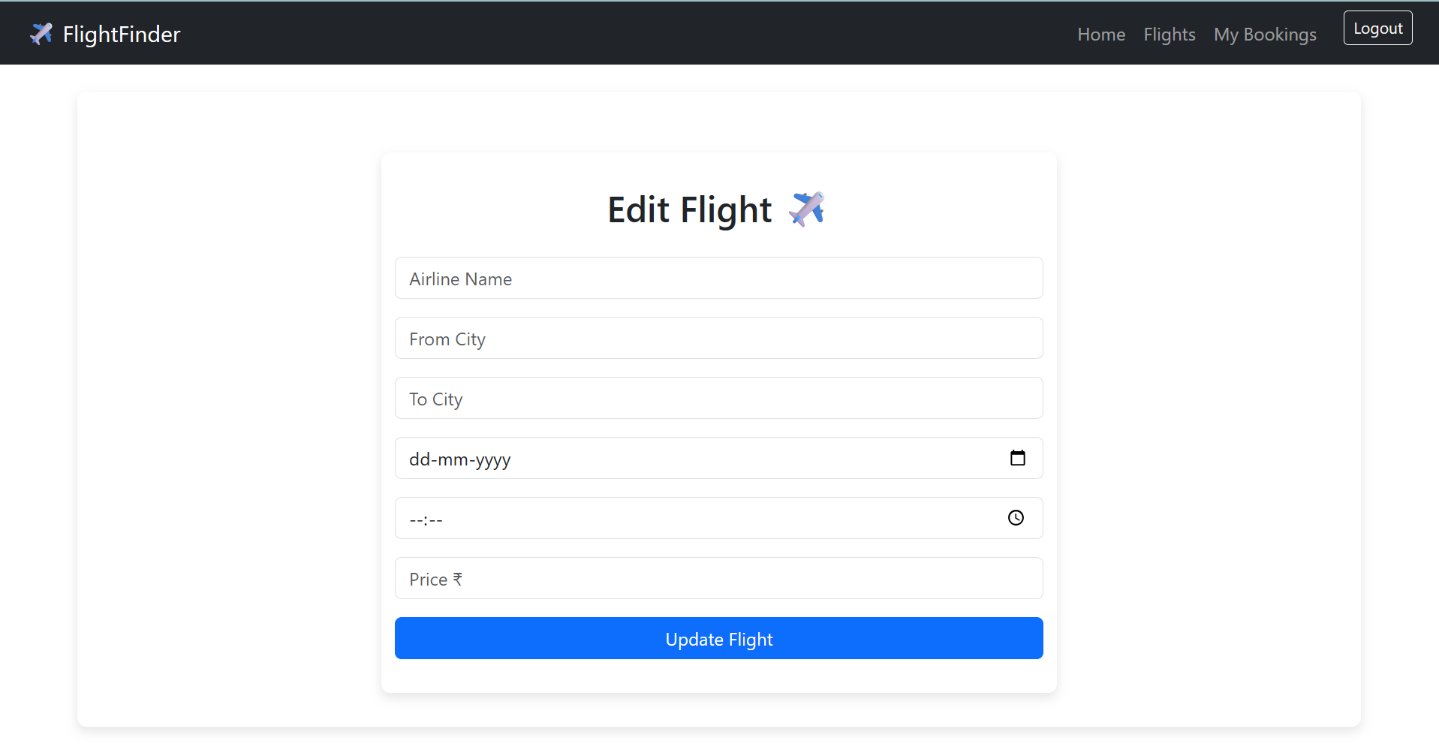 FlightFinder
Home Flights My Bookings Logout
Edit Flight
Airline Name
From City
To City
dd-mm-yyyy
--:--
Price ₹
Update Flight